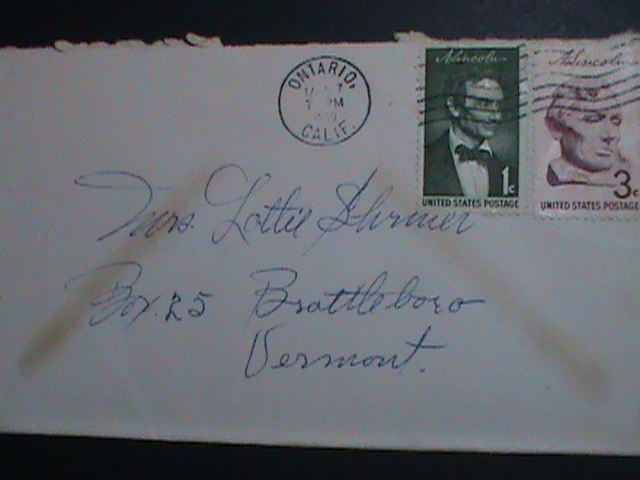 ONTARIO,
PM
CALIF.
A Lincoln
1c
UNITED STATES POSTAGE
A Lincoln
3c
UNITED STATES POSTAGE
Mrs. Lottie Shriner
Box 25 Brattleboro
Vermont.